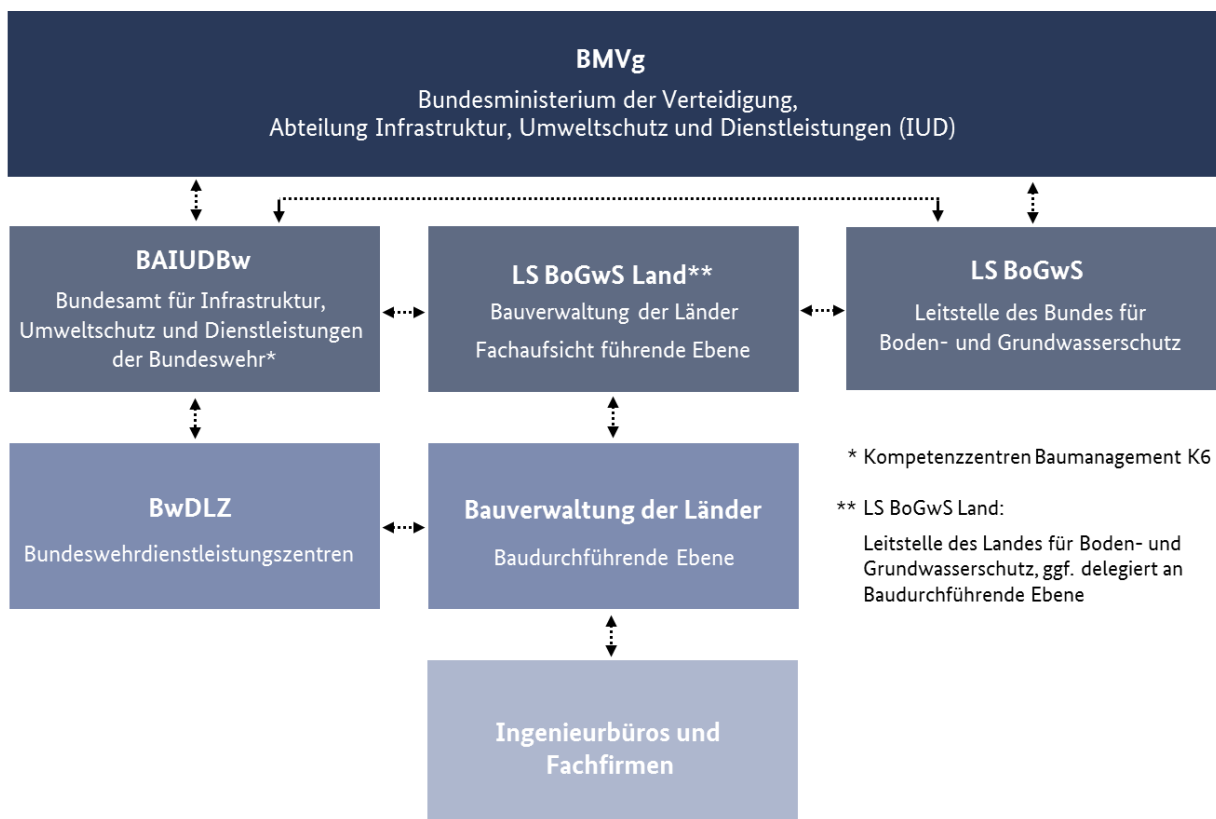 BMVg
Bundesministerium der Verteidigung,
Abteilung Infrastruktur, Umweltschutz und Dienstleistungen (IUD)
BAIUDBw
Bundesamt für Infrastruktur,
Umweltschutz und Dienstleistungen
der Bundeswehr*
LS BoGwS Land**
Bauverwaltung der Länder
Fachaufsicht führende Ebene
LS BoGwS
Leitstelle des Bundes für
Boden- und Grundwasserschutz
BwDLZ
Bundeswehrdienstleistungszentren
Bauverwaltung der Länder
Baudurchführende Ebene
* Kompetenzzentren Baumanagement K6
** LS BoGwS Land:
Leitstelle des Landes für Boden- und
Grundwasserschutz, ggf. delegiert an
Baudurchführende Ebene
Ingenieurbüros und
Fachfirmen